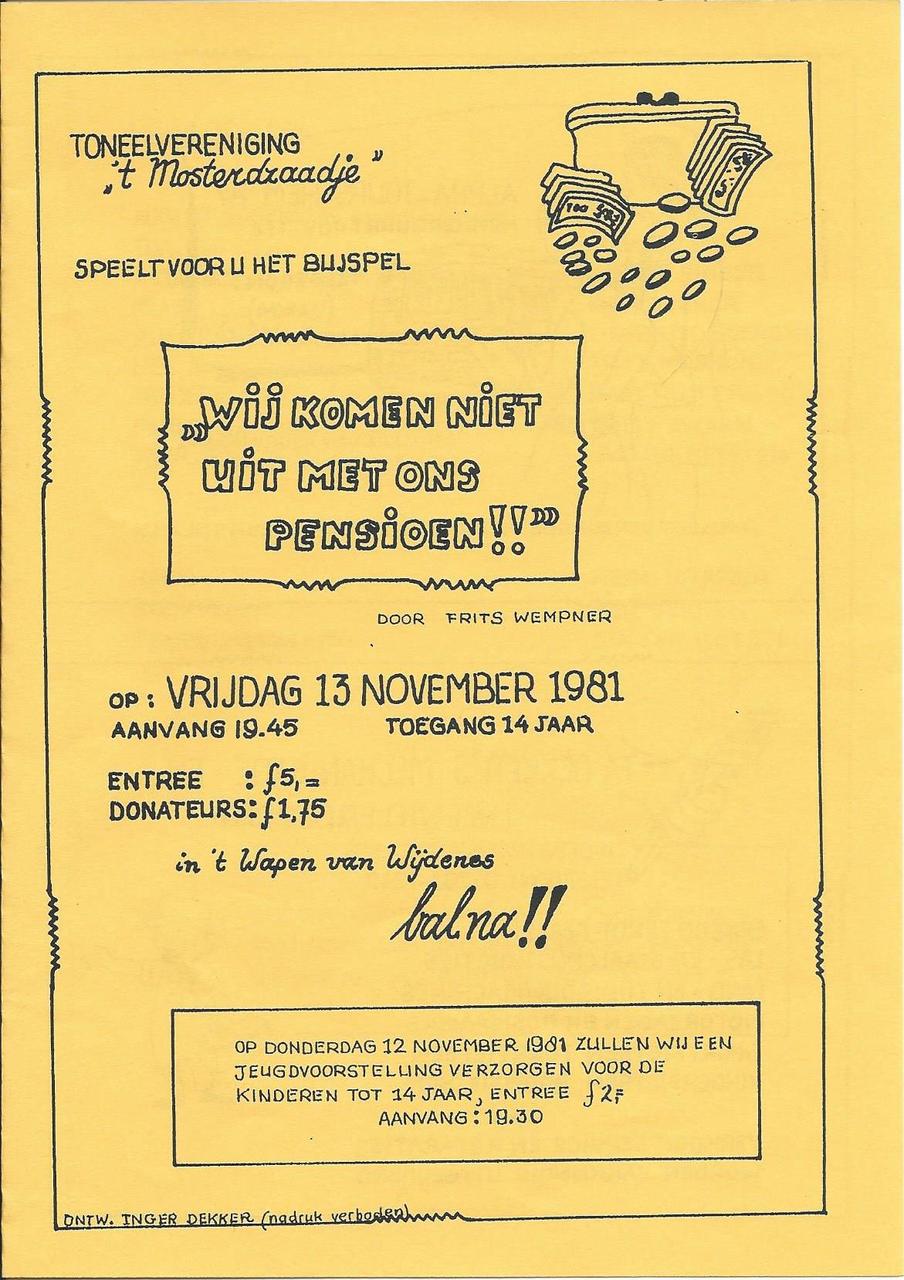 TONEELVERENIGING
„'t Mosterdzaadje”
SPEELT VOOR U HET BLIJSPEL
„WIJ KOMEN NIET
UIT MET ONS
PENSIOEN!!”
DOOR FRITS WEMPNER
OP: VRIJDAG 13 NOVEMBER 1981
AANVANG 19.45 TOEGANG 14 JAAR
ENTREE : ƒ5,=
DONATEURS: ƒ1,75
in 't Wapen van Wijdenes
bal na!!
OP DONDERDAG 12 NOVEMBER 1981 ZULLEN WIJ EEN
JEUGDVOORSTELLING VERZORGEN VOOR DE
KINDEREN TOT 14 JAAR, ENTREE ƒ2,=
AANVANG: 19.30
ONTW. INGER DEKKER (nadruk verboden)